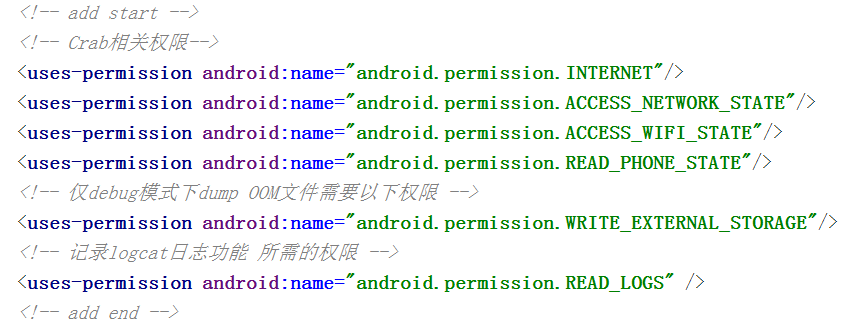 <!-- add start -->
<!-- Crab相关权限-->
<uses-permission android:name="android.permission.INTERNET"/>
<uses-permission android:name="android.permission.ACCESS_NETWORK_STATE"/>
<uses-permission android:name="android.permission.ACCESS_WIFI_STATE"/>
<uses-permission android:name="android.permission.READ_PHONE_STATE"/>
<!-- 仅debug模式下dump OOM文件需要以下权限 -->
<uses-permission android:name="android.permission.WRITE_EXTERNAL_STORAGE"/>
<!-- 记录logcat日志功能 所需的权限 -->
<uses-permission android:name="android.permission.READ_LOGS" />
<!-- add end -->